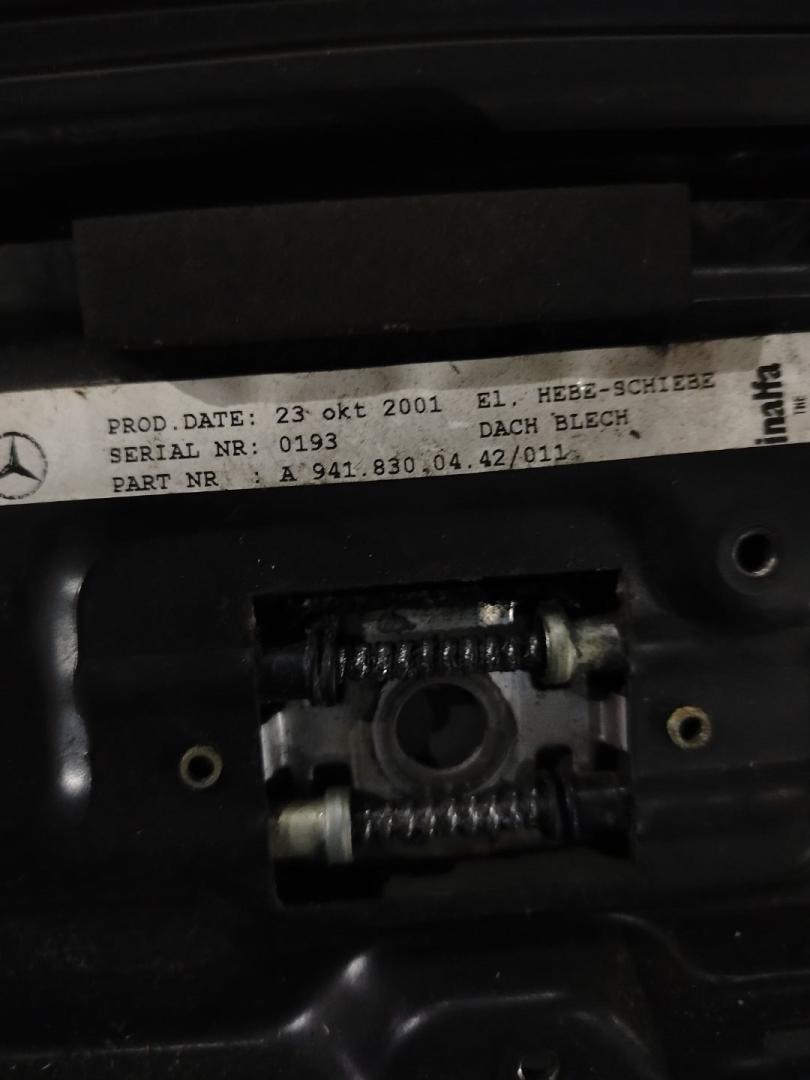 PROD.DATE: 23 okt 2001 El. HEBE-SCHIEBE
SERIAL NR: 0193 DACH BLECH
PART NR : A 941.830.04.42/011
inalfa
THE